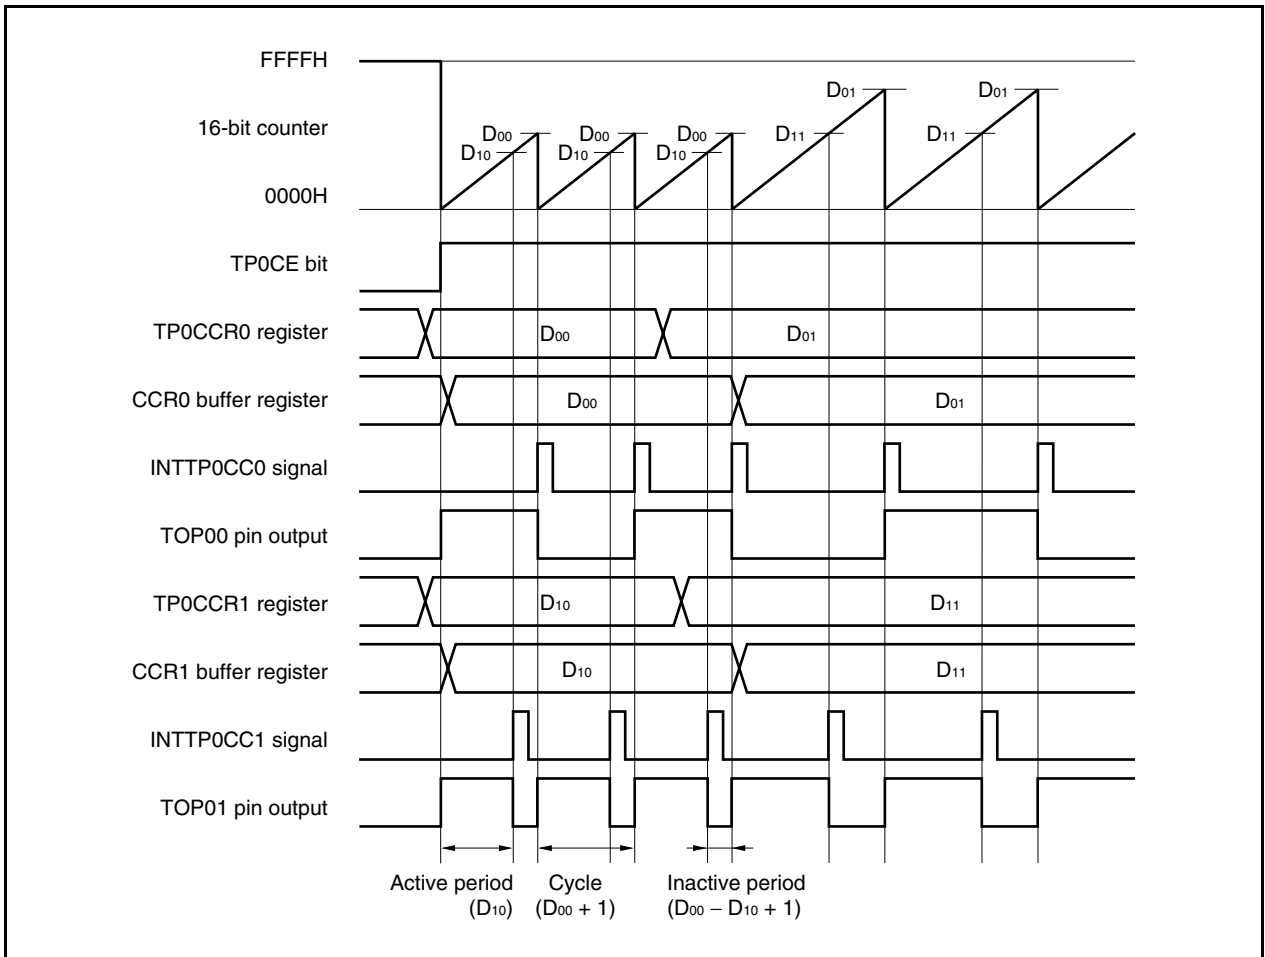 FFFFH
D01 D01
16-bit counter
D00 D00 D00 D11 D11
D10 D10 D10
0000H
TP0CE bit
TP0CCR0 register D00 D01
CCR0 buffer register D00 D01
INTTP0CC0 signal
TOP00 pin output
TP0CCR1 register D10 D11
CCR1 buffer register D10 D11
INTTP0CC1 signal
TOP01 pin output
Active period Cycle Inactive period
(D10) (D00 + 1) (D00 − D10 + 1)